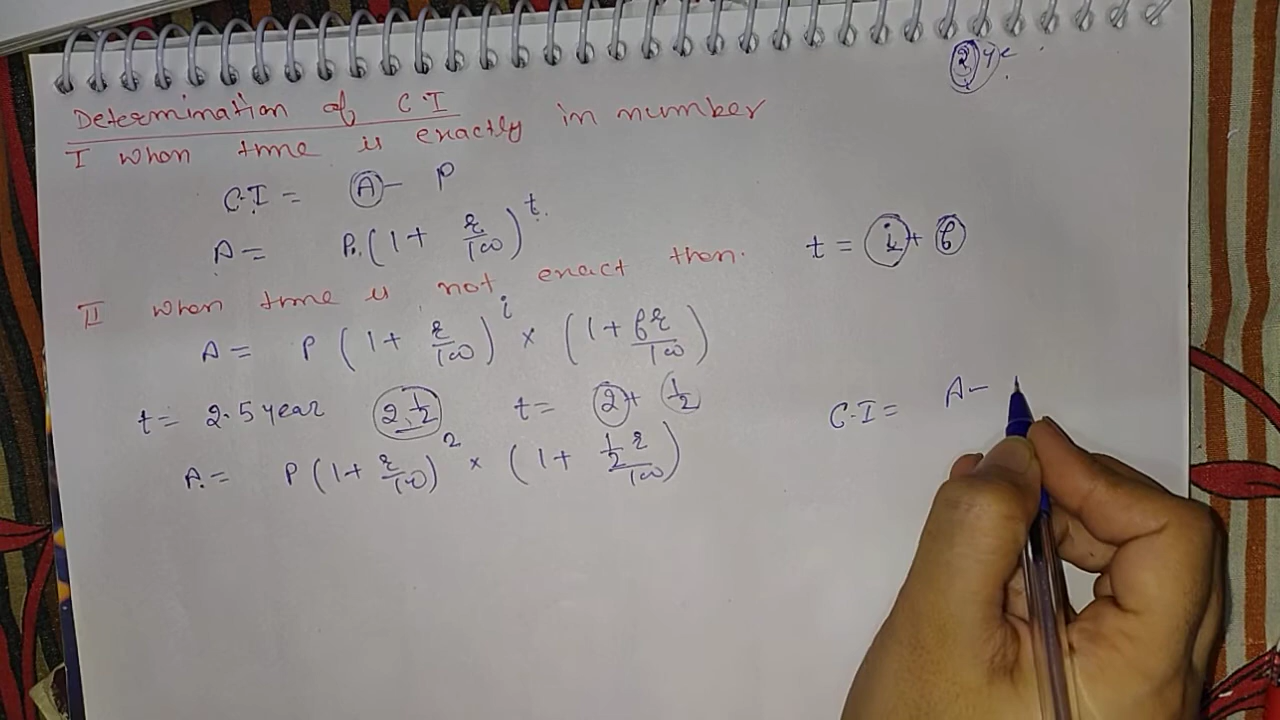 2 ye
Determination of C.I
I when time is exactly in number
C.I = A - P
A = P.(1 + r/100)^t.
t = i + f
II when time is not exact then.
A = P (1 + r/100)^i × (1 + fr/100)
t = 2.5 year 2 1/2 t = 2 + 1/2
C.I = A -
A. = P (1 + r/100)^2 × (1 + 1/2 r/100)